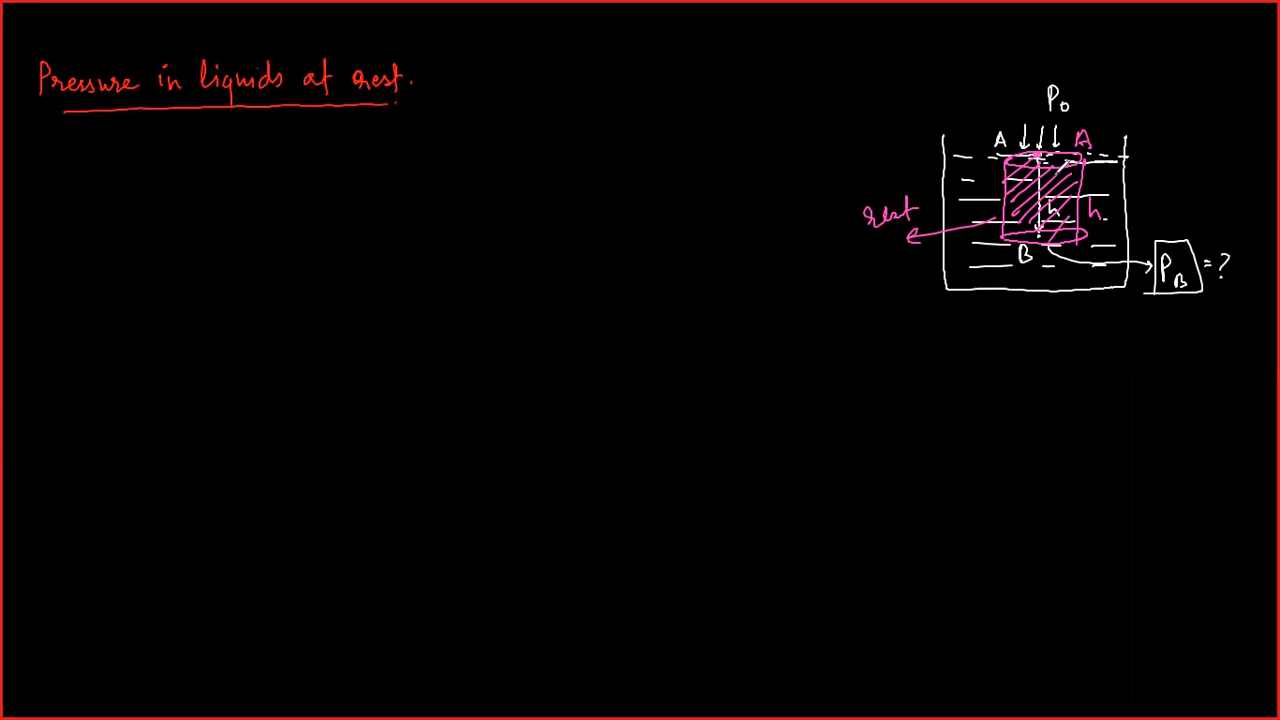 Pressure in liquids at rest.
P₀
A A
rest h h
B P_B = ?